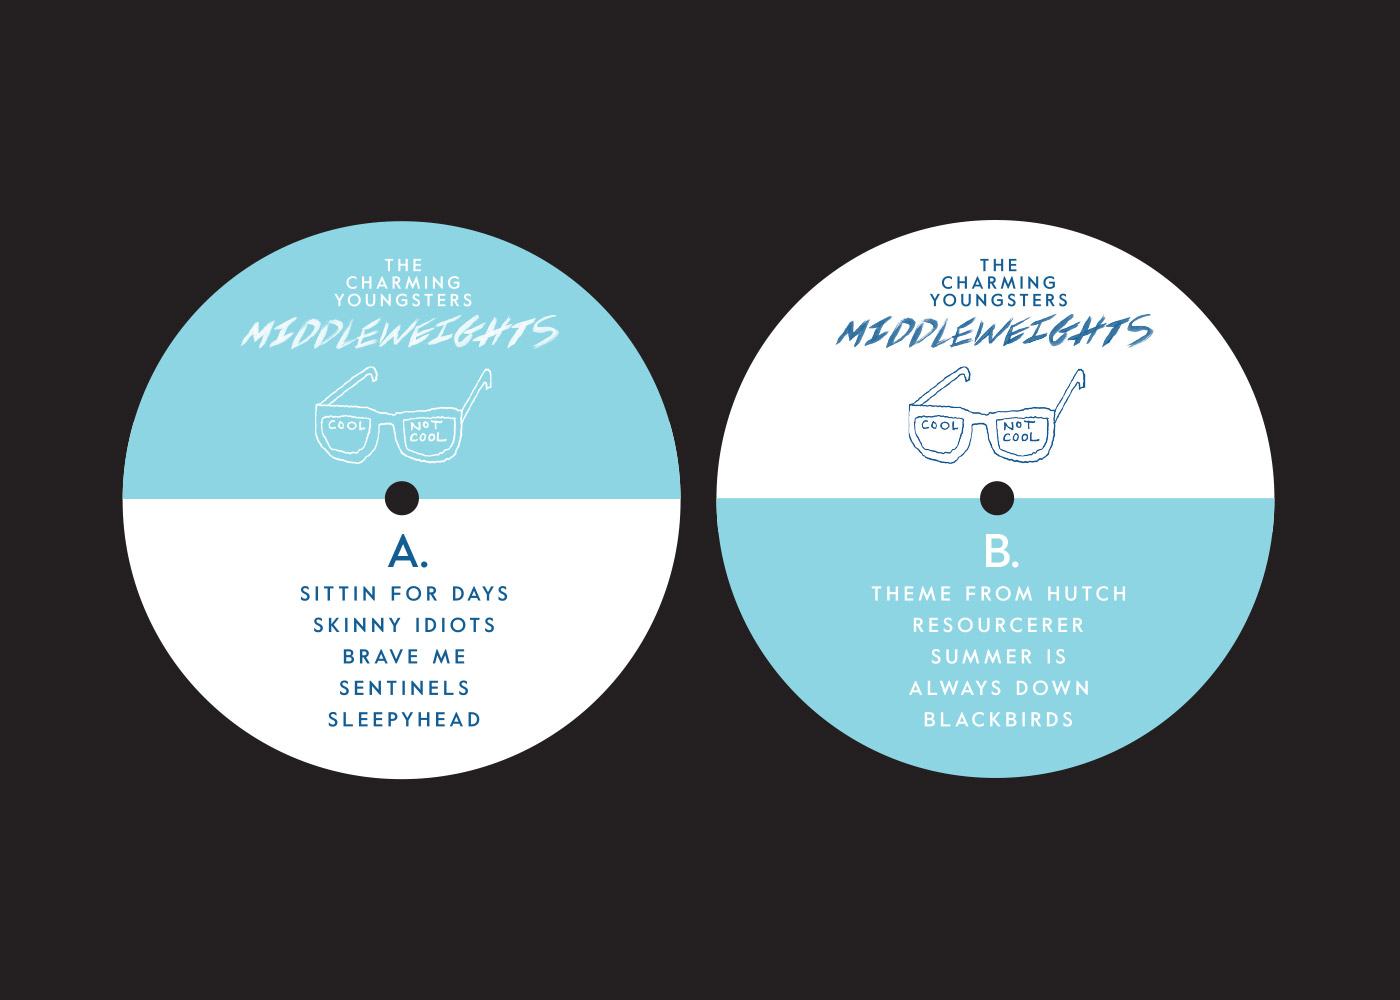 THE
CHARMING
YOUNGSTERS
MIDDLEWEIGHTS
COOL
NOT
COOL
A.
SITTIN FOR DAYS
SKINNY IDIOTS
BRAVE ME
SENTINELS
SLEEPYHEAD
THE
CHARMING
YOUNGSTERS
MIDDLEWEIGHTS
COOL
NOT
COOL
B.
THEME FROM HUTCH
RESOURCERER
SUMMER IS
ALWAYS DOWN
BLACKBIRDS